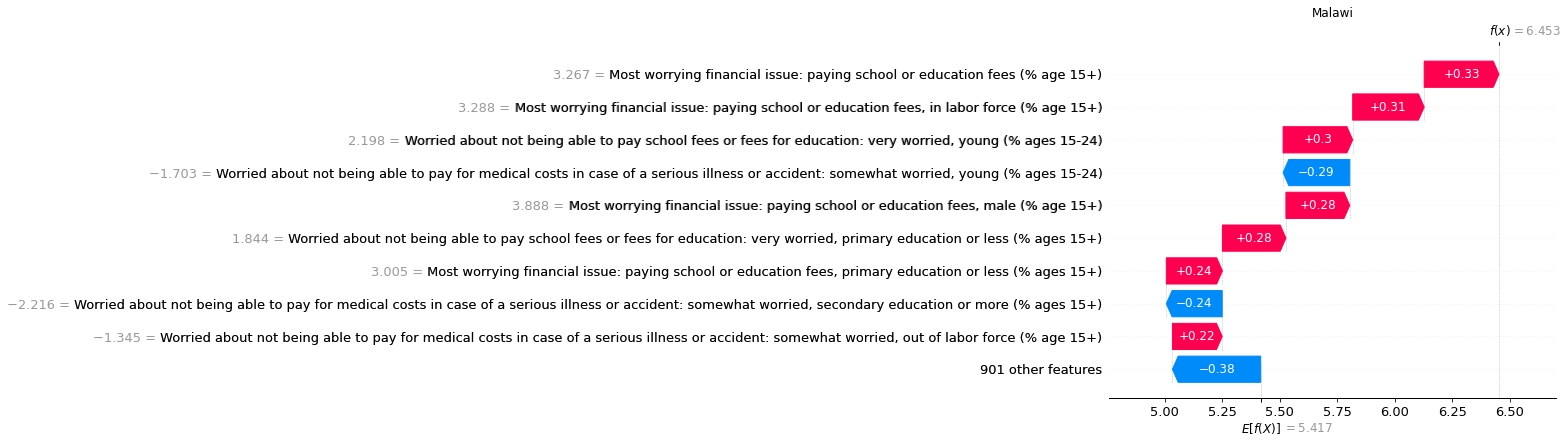 Malawi
f(x) = 6.453
3.267 = Most worrying financial issue: paying school or education fees (% age 15+)
+0.33
3.288 = Most worrying financial issue: paying school or education fees, in labor force (% age 15+)
+0.31
2.198 = Worried about not being able to pay school fees or fees for education: very worried, young (% ages 15-24)
+0.3
−1.703 = Worried about not being able to pay for medical costs in case of a serious illness or accident: somewhat worried, young (% ages 15-24)
−0.29
3.888 = Most worrying financial issue: paying school or education fees, male (% age 15+)
+0.28
1.844 = Worried about not being able to pay school fees or fees for education: very worried, primary education or less (% ages 15+)
+0.28
3.005 = Most worrying financial issue: paying school or education fees, primary education or less (% ages 15+)
+0.24
−2.216 = Worried about not being able to pay for medical costs in case of a serious illness or accident: somewhat worried, secondary education or more (% ages 15+)
−0.24
−1.345 = Worried about not being able to pay for medical costs in case of a serious illness or accident: somewhat worried, out of labor force (% age 15+)
+0.22
901 other features
−0.38
5.00 5.25 5.50 5.75 6.00 6.25 6.50
E[f(X)] = 5.417